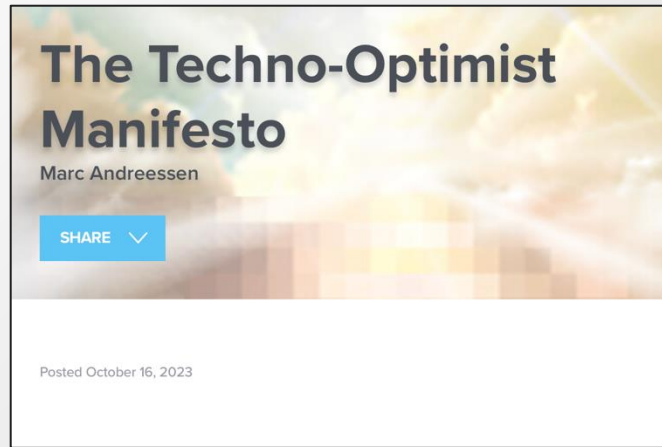 The Techno-Optimist
Manifesto
Marc Andreessen
SHARE
Posted October 16, 2023